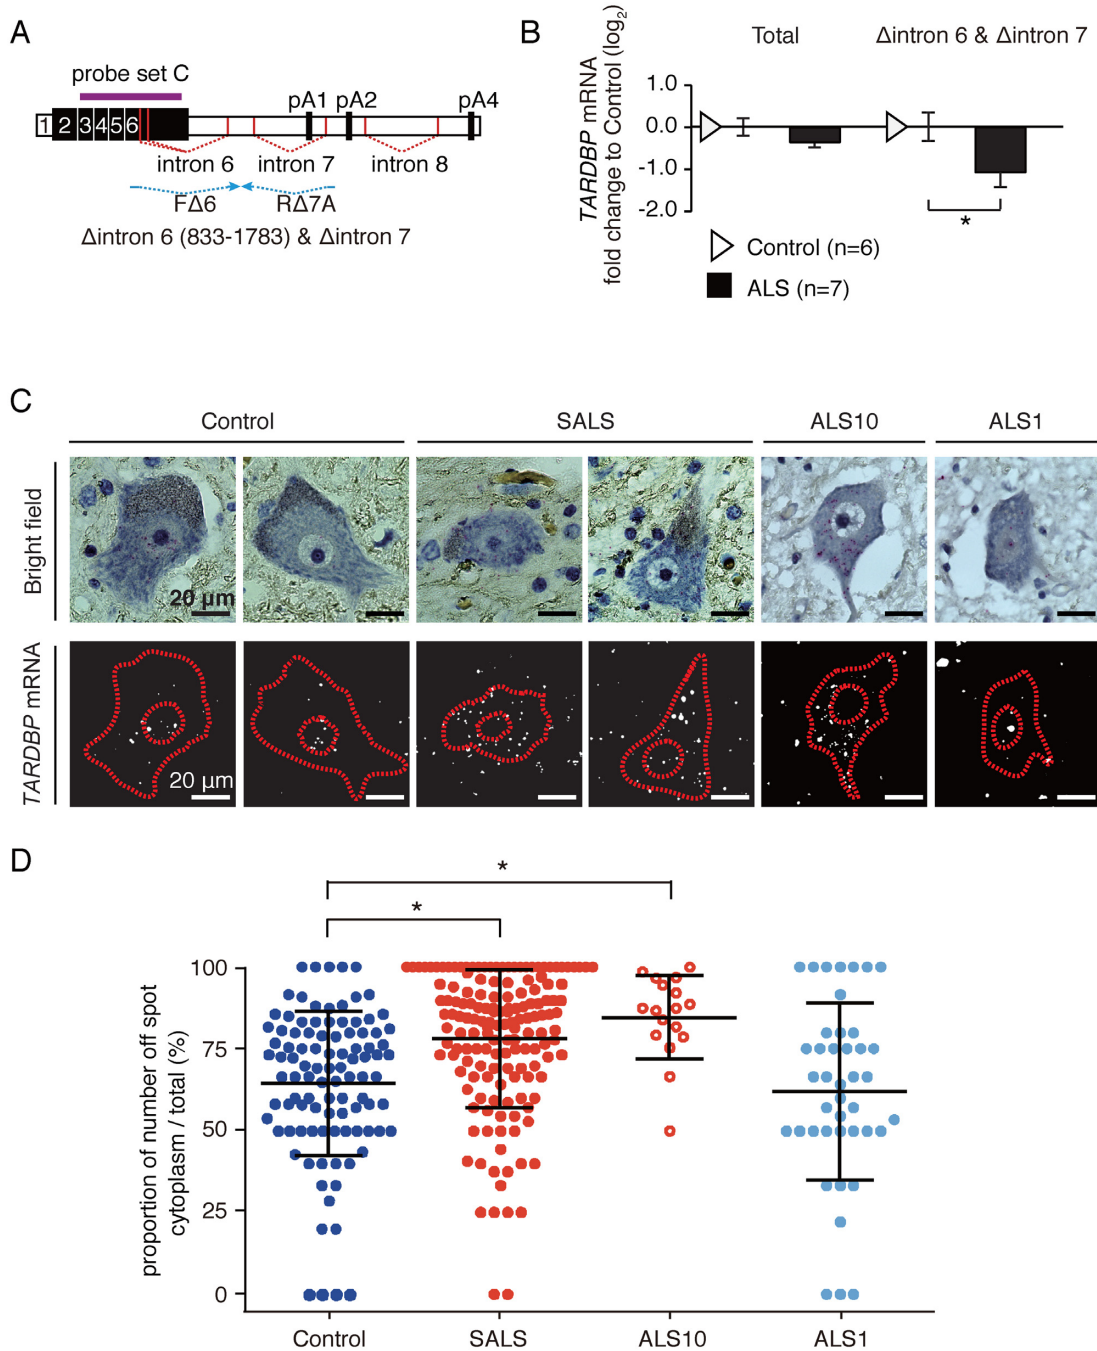 A
probe set C
pA1 pA2 pA4
1 2 3 4 5 6
intron 6 intron 7 intron 8
FΔ6 RΔ7A
Δintron 6 (833-1783) & Δintron 7
B
Total Δintron 6 & Δintron 7
TARDBP mRNA
fold change to Control (log2)
1.0
0.0
-1.0
-2.0
*
Control (n=6)
ALS (n=7)
C
Control SALS ALS10 ALS1
Bright field
20 μm
TARDBP mRNA
20 μm
D
* 
*
proportion of number off spot
cytoplasm / total (%)
100
75
50
25
0
Control SALS ALS10 ALS1